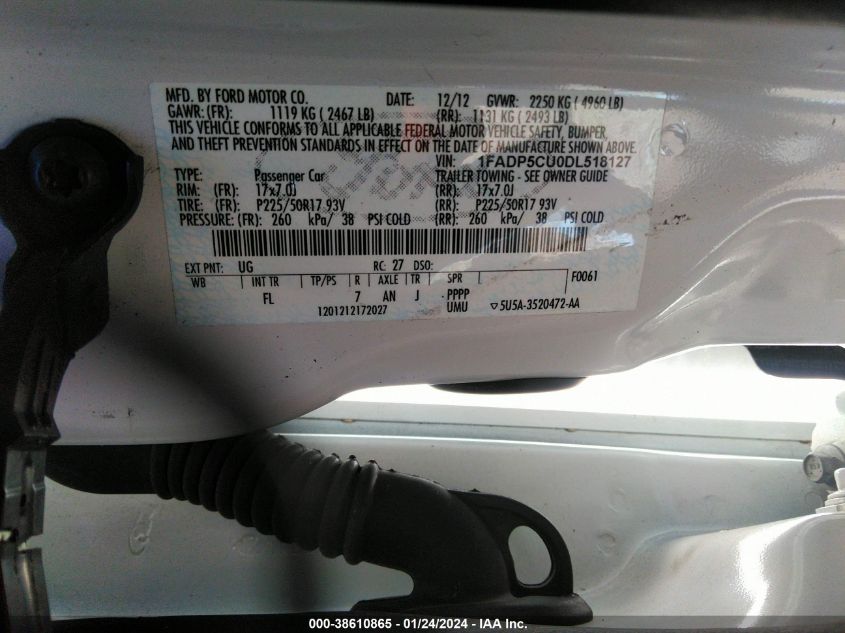 MFD. BY FORD MOTOR CO. DATE: 12/12 GVWR: 2250 KG ( 4960 LB)
GAWR: (FR): 1119 KG ( 2467 LB) (RR): 1131 KG ( 2493 LB)
THIS VEHICLE CONFORMS TO ALL APPLICABLE FEDERAL MOTOR VEHICLE SAFETY, BUMPER,
AND THEFT PREVENTION STANDARDS IN EFFECT ON THE DATE OF MANUFACTURE SHOWN ABOVE.
VIN: 1FADP5CU0DL518127
TYPE: Passenger Car TRAILER TOWING - SEE OWNER GUIDE
RIM: (FR): 17x7.0J (RR): 17x7.0J
TIRE: (FR): P225/50R17 93V (RR): P225/50R17 93V
PRESSURE: (FR): 260 kPa/ 38 PSI COLD (RR): 260 kPa/ 38 PSI COLD
EXT PNT: UG RC: 27 DSO: F0061
WB INT TR TP/PS R AXLE TR SPR
FL 7 AN J PPPP
1201212172027 UMU 5U5A-3520472-AA
000-38610865 - 01/24/2024 - IAA Inc.